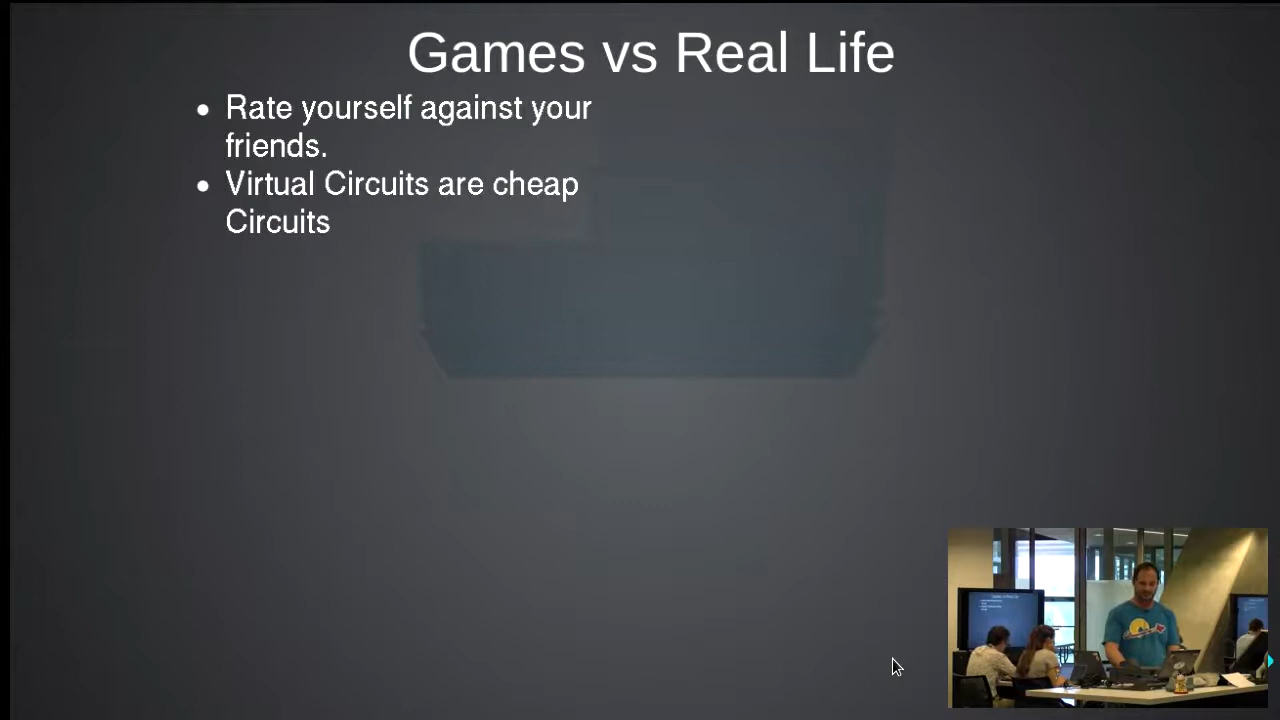 Games vs Real Life
Rate yourself against your
friends.
Virtual Circuits are cheap
Circuits